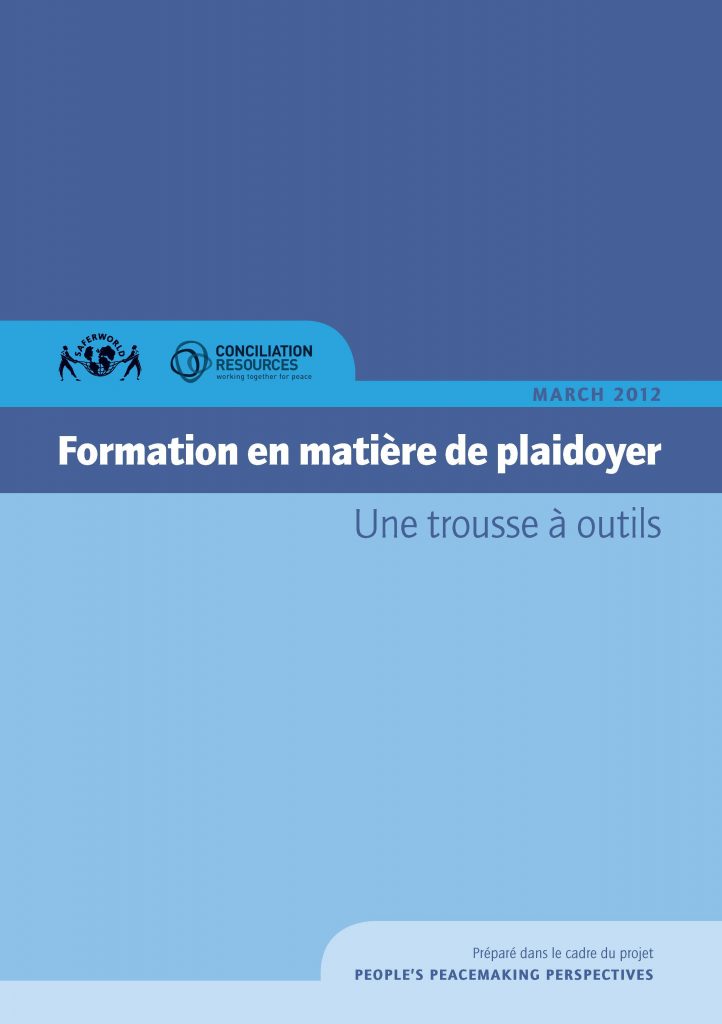 SAFERWORLD
CONCILIATION
RESOURCES
working together for peace
MARCH 2012
Formation en matière de plaidoyer
Une trousse à outils
Préparé dans le cadre du projet
PEOPLE'S PEACEMAKING PERSPECTIVES